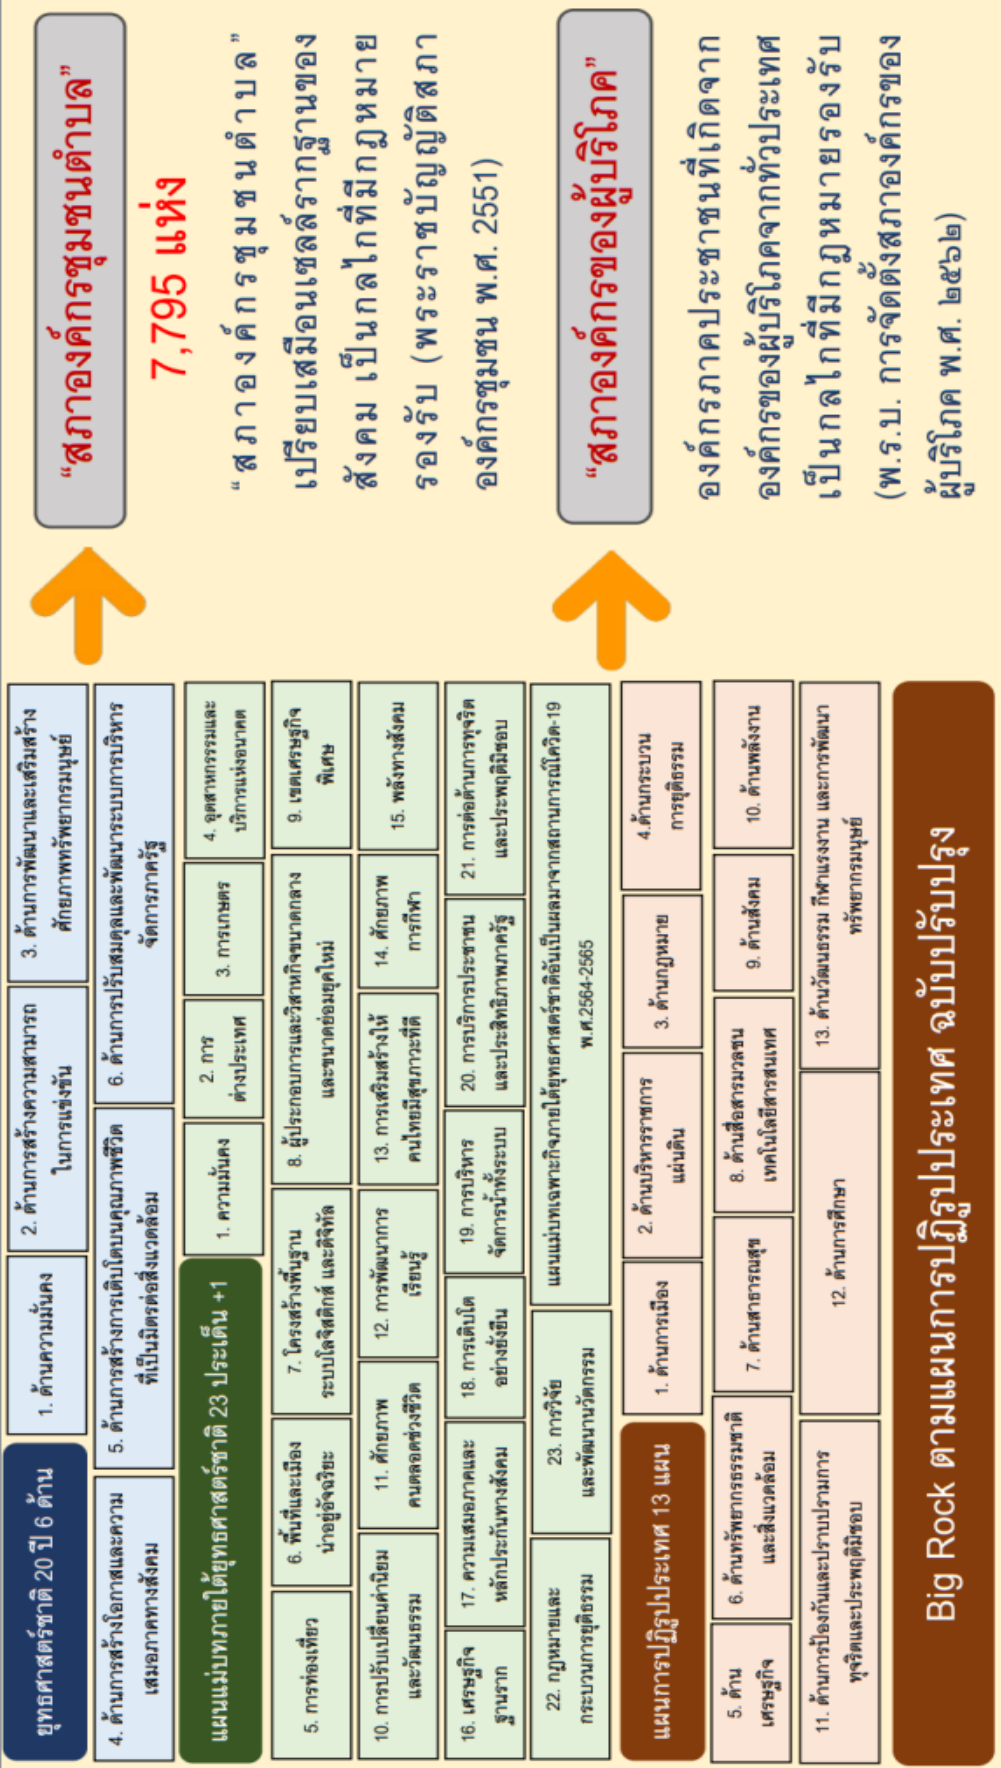 ยุทธศาสตร์ชาติ 20 ปี 6 ด้าน
1. ด้านความมั่นคง
2. ด้านการสร้างความสามารถ
ในการแข่งขัน
3. ด้านการพัฒนาและเสริมสร้าง
ศักยภาพทรัพยากรมนุษย์
4. ด้านการสร้างโอกาสและความ
เสมอภาคทางสังคม
5. ด้านการสร้างการเติบโตบนคุณภาพชีวิต
ที่เป็นมิตรต่อสิ่งแวดล้อม
6. ด้านการปรับสมดุลและพัฒนาระบบการบริหาร
จัดการภาครัฐ
แผนแม่บทภายใต้ยุทธศาสตร์ชาติ 23 ประเด็น +1
1. ความมั่นคง
2. การ
ต่างประเทศ
3. การเกษตร
4. อุตสาหกรรมและ
บริการแห่งอนาคต
5. การท่องเที่ยว
6. พื้นที่และเมือง
น่าอยู่อัจฉริยะ
7. โครงสร้างพื้นฐาน
ระบบโลจิสติกส์ และดิจิทัล
8. ผู้ประกอบการและวิสาหกิจขนาดกลาง
และขนาดย่อมยุคใหม่
9. เขตเศรษฐกิจ
พิเศษ
10. การปรับเปลี่ยนค่านิยม
และวัฒนธรรม
11. ศักยภาพ
คนตลอดช่วงชีวิต
12. การพัฒนาการ
เรียนรู้
13. การเสริมสร้างให้
คนไทยมีสุขภาวะที่ดี
14. ศักยภาพ
การกีฬา
15. พลังทางสังคม
16. เศรษฐกิจ
ฐานราก
17. ความเสมอภาคและ
หลักประกันทางสังคม
18. การเติบโต
อย่างยั่งยืน
19. การบริหาร
จัดการน้ำทั้งระบบ
20. การบริการประชาชน
และประสิทธิภาพภาครัฐ
21. การต่อต้านการทุจริต
และประพฤติมิชอบ
22. กฎหมายและ
กระบวนการยุติธรรม
23. การวิจัย
และพัฒนานวัตกรรม
แผนแม่บทเฉพาะกิจภายใต้ยุทธศาสตร์ชาติอันเป็นผลมาจากสถานการณ์โควิด-19
พ.ศ.2564-2565
แผนการปฏิรูปประเทศ 13 แผน
1. ด้านการเมือง
2. ด้านบริหารราชการ
แผ่นดิน
3. ด้านกฎหมาย
4.ด้านกระบวน
การยุติธรรม
5. ด้าน
เศรษฐกิจ
6. ด้านทรัพยากรธรรมชาติ
และสิ่งแวดล้อม
7. ด้านสาธารณสุข
8. ด้านสื่อสารมวลชน
เทคโนโลยีสารสนเทศ
9. ด้านสังคม
10. ด้านพลังงาน
11. ด้านการป้องกันและปราบปรามการ
ทุจริตและประพฤติมิชอบ
12. ด้านการศึกษา
13. ด้านวัฒนธรรม กีฬาแรงงาน และการพัฒนา
ทรัพยากรมนุษย์
Big Rock ตามแผนการปฏิรูปประเทศ ฉบับปรับปรุง
“สภาองค์กรชุมชนตำบล”
7,795 แห่ง
“สภาองค์กรชุมชนตำบล”
เปรียบเสมือนเซลล์รากฐานของ
สังคม เป็นกลไกที่มีกฎหมาย
รองรับ (พระราชบัญญัติสภา
องค์กรชุมชน พ.ศ. 2551)
“สภาองค์กรของผู้บริโภค”
องค์กรภาคประชาชนที่เกิดจาก
องค์กรของผู้บริโภคจากทั่วประเทศ
เป็นกลไกที่มีกฎหมายรองรับ
(พ.ร.บ. การจัดตั้งสภาองค์กรของ
ผู้บริโภค พ.ศ. ๒๕๖๒)